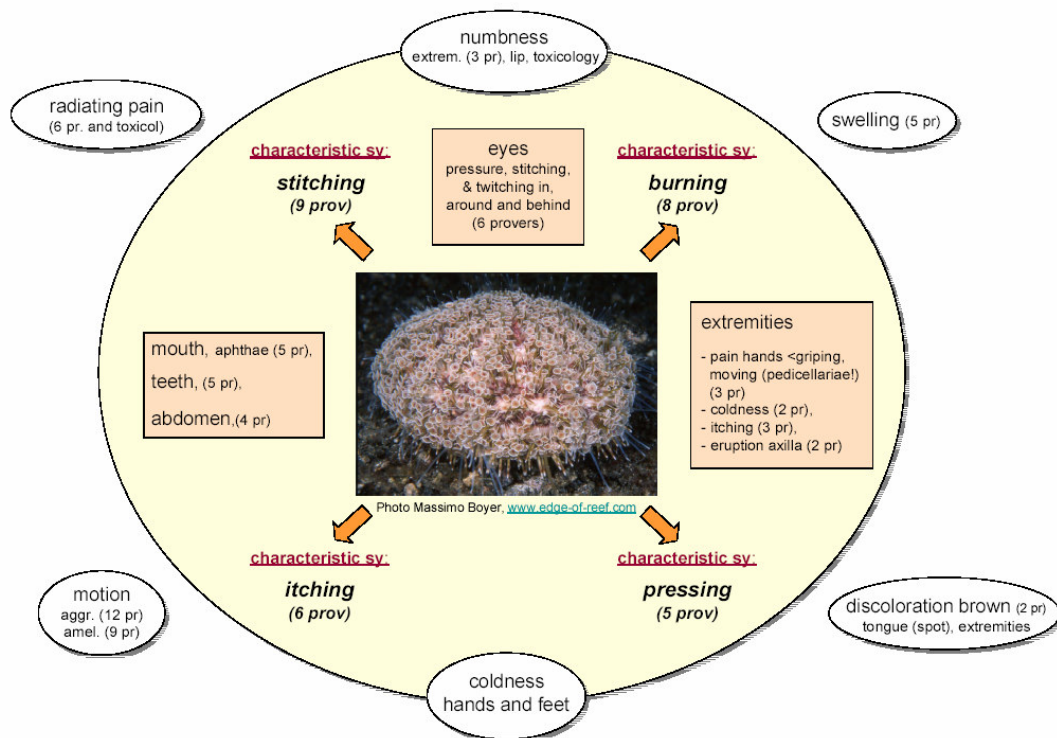 numbness
extrem. (3 pr), lip, toxicology
radiating pain
(6 pr. and toxicol)
swelling (5 pr)
characteristic sy:
stitching
(9 prov)
eyes
pressure, stitching,
& twitching in,
around and behind
(6 provers)
characteristic sy:
burning
(8 prov)
mouth, aphthae (5 pr),
teeth, (5 pr),
abdomen,(4 pr)
extremities
- pain hands <griping,
moving (pedicellariae!)
(3 pr)
- coldness (2 pr),
- itching (3 pr),
- eruption axilla (2 pr)
Photo Massimo Boyer, www.edge-of-reef.com
characteristic sy:
itching
(6 prov)
characteristic sy:
pressing
(5 prov)
motion
aggr. (12 pr)
amel. (9 pr)
discoloration brown (2 pr)
tongue (spot), extremities
coldness
hands and feet